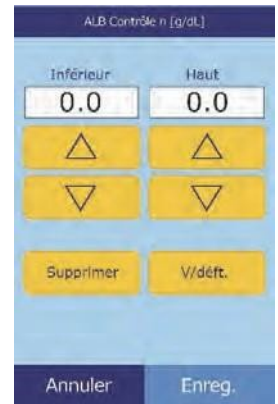 ALB Contrôle n [g/dL]
Inférieur Haut
0.0 0.0
Supprimer V/déft.
Annuler Enreg.